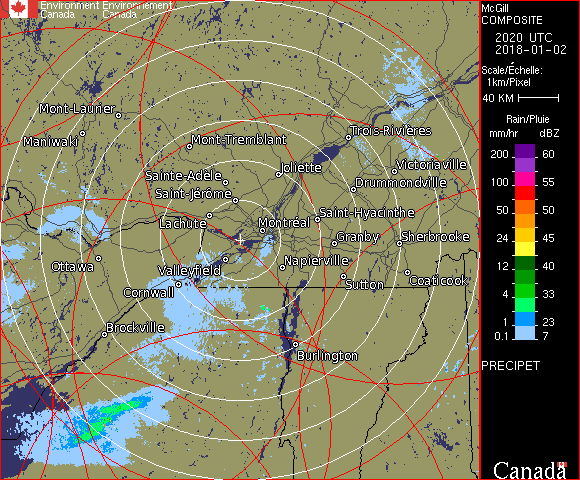 Environment Environnement
Canada Canada
McGill
COMPOSITE
2020 UTC
2018-01-02
Scale/Échelle:
1km/Pixel
40 KM
Rain/Pluie
mm/hr dBZ
200 60
150 55
100 55
50 50
24 45
12 40
4 33
1 23
0.1 7
PRECIPET
Canada
Mont-Laurier
Maniwaki
Mont-Tremblant
Trois-Rivières
Joliette
Victoriaville
Sainte-Adèle
Drummondville
Saint-Jérôme
Saint-Hyacinthe
Lachute
Montréal
Granby
Sherbrooke
Ottawa
Valleyfield
Napierville
Cornwall
Sutton
Coaticook
Brockville
Burlington